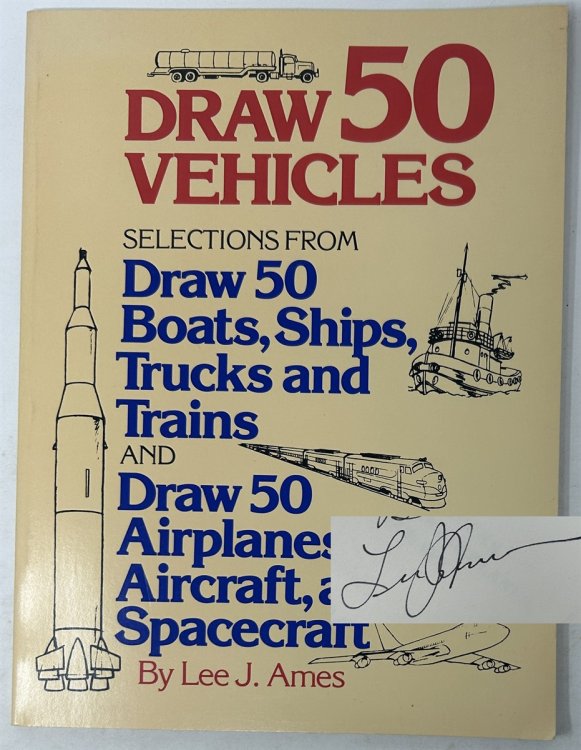 DRAW 50
VEHICLES
SELECTIONS FROM
Draw 50
Boats, Ships,
Trucks and
Trains
AND
Draw 50
Airplanes
Aircraft, a
Spacecraft
By Lee J. Ames